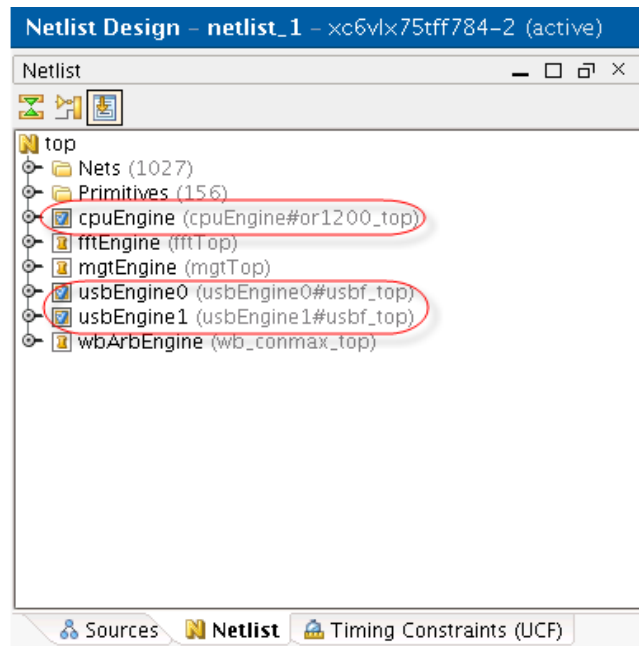 Netlist Design – netlist_1 – xc6vlx75tff784-2 (active)
Netlist
top
Nets (1027)
Primitives (156)
cpuEngine (cpuEngine#or1200_top)
fftEngine (fftTop)
mgtEngine (mgtTop)
usbEngine0 (usbEngine0#usbf_top)
usbEngine1 (usbEngine1#usbf_top)
wbArbEngine (wb_conmax_top)
Sources Netlist Timing Constraints (UCF)